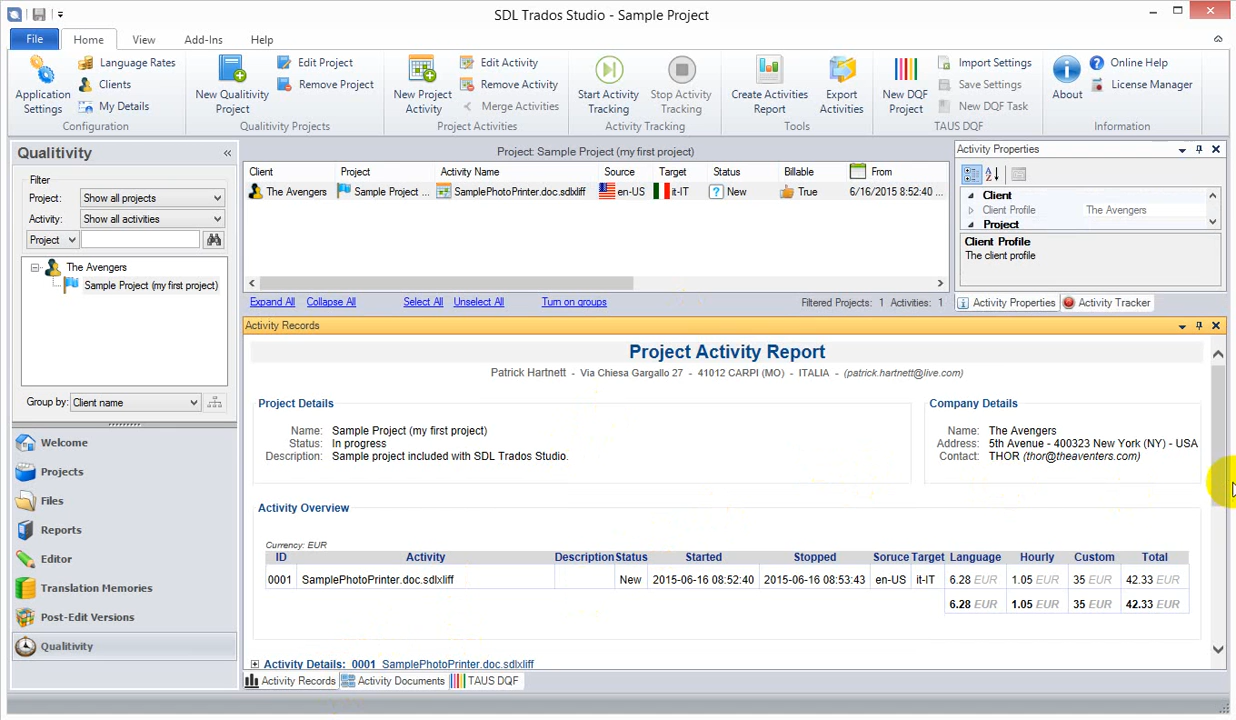 SDL Trados Studio - Sample Project
File Home View Add-Ins Help
Application Settings
Language Rates
Clients
My Details
Configuration
New Qualitivity Project
Edit Project
Remove Project
Qualitivity Projects
New Project Activity
Edit Activity
Remove Activity
Merge Activities
Project Activities
Start Activity Tracking
Stop Activity Tracking
Activity Tracking
Create Activities Report
Export Activities
Tools
New DQF Project
Import Settings
Save Settings
New DQF Task
TAUS DQF
About
Online Help
License Manager
Information
Qualitivity «
Filter
Project: Show all projects
Activity: Show all activities
Project
The Avengers
Sample Project (my first project)
Group by: Client name
Welcome
Projects
Files
Reports
Editor
Translation Memories
Post-Edit Versions
Qualitivity
Project: Sample Project (my first project)
Client Project Activity Name Source Target Status Billable From
The Avengers Sample Project ... SamplePhotoPrinter.doc.sdlxliff en-US it-IT New True 6/16/2015 8:52:40 ...
Expand All Collapse All Select All Unselect All Turn on groups Filtered Projects: 1 Activities: 1
Activity Properties
Client
Client Profile The Avengers
Project
Client Profile
The client profile
Activity Properties Activity Tracker
Activity Records
Project Activity Report
Patrick Hartnett - Via Chiesa Gargallo 27 - 41012 CARPI (MO) - ITALIA - (patrick.hartnett@live.com)
Project Details
Name: Sample Project (my first project)
Status: In progress
Description: Sample project included with SDL Trados Studio.
Company Details
Name: The Avengers
Address: 5th Avenue - 400323 New York (NY) - USA
Contact: THOR (thor@theaventers.com)
Activity Overview
Currency: EUR
ID Activity Description Status Started Stopped Soruce Target Language Hourly Custom Total
0001 SamplePhotoPrinter.doc.sdlxliff New 2015-06-16 08:52:40 2015-06-16 08:53:43 en-US it-IT 6.28 EUR 1.05 EUR 35 EUR 42.33 EUR
6.28 EUR 1.05 EUR 35 EUR 42.33 EUR
Activity Details: 0001 SamplePhotoPrinter.doc.sdlxliff
Activity Records Activity Documents TAUS DQF